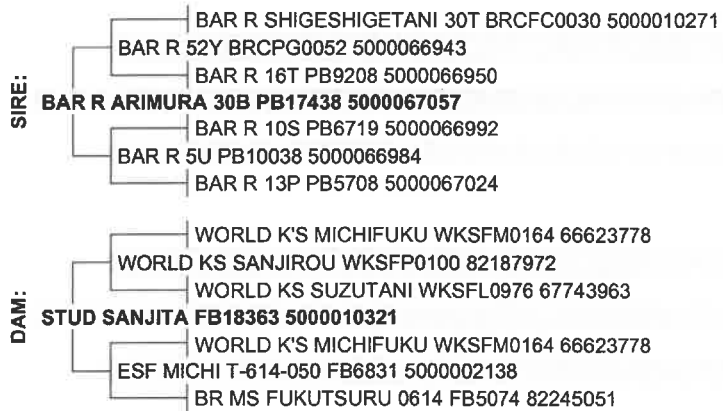 BAR R SHIGESHIGETANI 30T BRCFC0030 5000010271
BAR R 52Y BRCPG0052 5000066943
BAR R 16T PB9208 5000066950
SIRE:
BAR R ARIMURA 30B PB17438 5000067057
BAR R 10S PB6719 5000066992
BAR R 5U PB10038 5000066984
BAR R 13P PB5708 5000067024
WORLD K'S MICHIFUKU WKSFM0164 66623778
WORLD KS SANJIROU WKSFP0100 82187972
WORLD KS SUZUTANI WKSFL0976 67743963
DAM:
STUD SANJITA FB18363 5000010321
WORLD K'S MICHIFUKU WKSFM0164 66623778
ESF MICHI T-614-050 FB6831 5000002138
BR MS FUKUTSURU 0614 FB5074 82245051